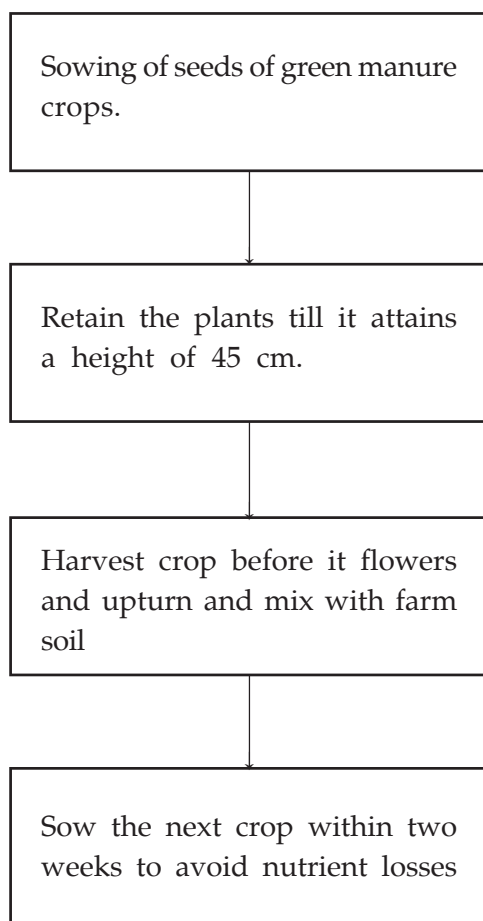 Sowing of seeds of green manure
crops.
Retain the plants till it attains
a height of 45 cm.
Harvest crop before it flowers
and upturn and mix with farm
soil
Sow the next crop within two
weeks to avoid nutrient losses